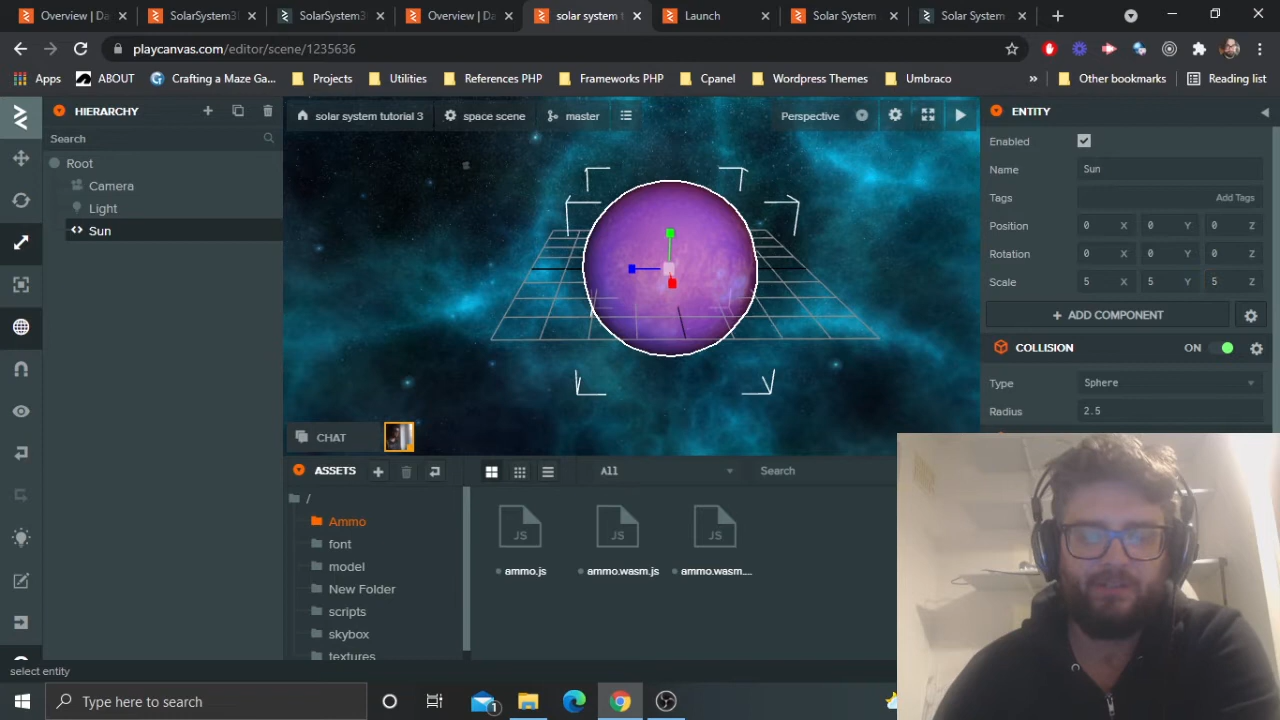 Overview | Da
SolarSystem3
SolarSystem3
Overview | Da
solar system t
Launch
Solar System
Solar System
playcanvas.com/editor/scene/1235636
Apps
ABOUT
Crafting a Maze Ga...
Projects
Utilities
References PHP
Frameworks PHP
Cpanel
Wordpress Themes
Umbraco
»
Other bookmarks
Reading list
HIERARCHY
Search
Root
Camera
Light
Sun
solar system tutorial 3
space scene
master
Perspective
ENTITY
Enabled
Name
Sun
Tags
Add Tags
Position
0 X 0 Y 0 Z
Rotation
0 X 0 Y 0 Z
Scale
5 X 5 Y 5 Z
+ ADD COMPONENT
COLLISION
ON
Type
Sphere
Radius
2.5
CHAT
ASSETS
All
Search
/
Ammo
font
model
New Folder
scripts
skybox
textures
JS
JS
JS
ammo.js
ammo.wasm.js
ammo.wasm....
select entity
Type here to search
1